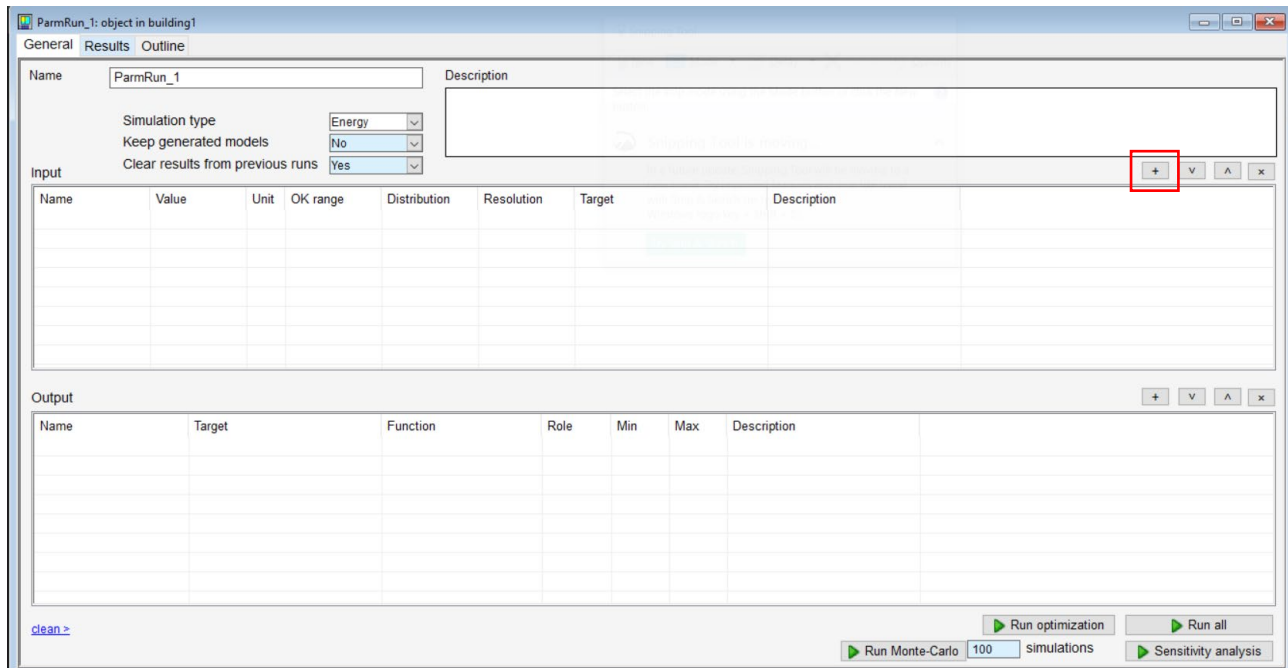 ParmRun_1: object in building1
General Results Outline
Name ParmRun_1 Description
Simulation type Energy
Keep generated models No
Clear results from previous runs Yes
Input + v ^ x
Name Value Unit OK range Distribution Resolution Target Description
Output + v ^ x
Name Target Function Role Min Max Description
clean >
Run optimization Run all
Run Monte-Carlo 100 simulations Sensitivity analysis